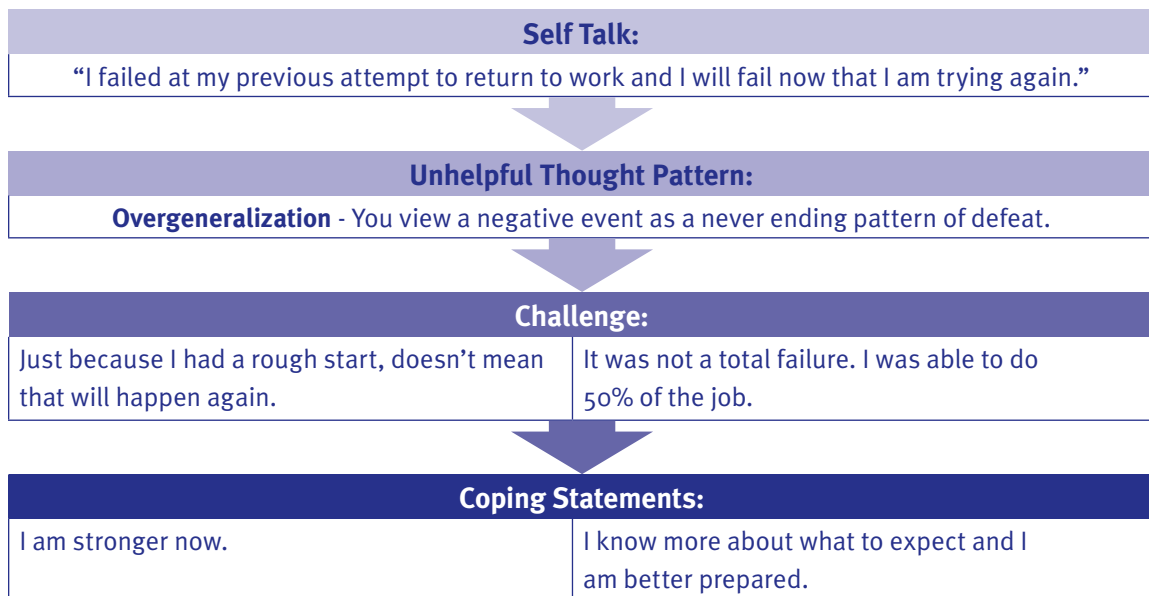 Self Talk:
“I failed at my previous attempt to return to work and I will fail now that I am trying again.”
Unhelpful Thought Pattern:
Overgeneralization - You view a negative event as a never ending pattern of defeat.
Challenge:
Just because I had a rough start, doesn’t mean
that will happen again.
It was not a total failure. I was able to do
50% of the job.
Coping Statements:
I am stronger now.
I know more about what to expect and I
am better prepared.